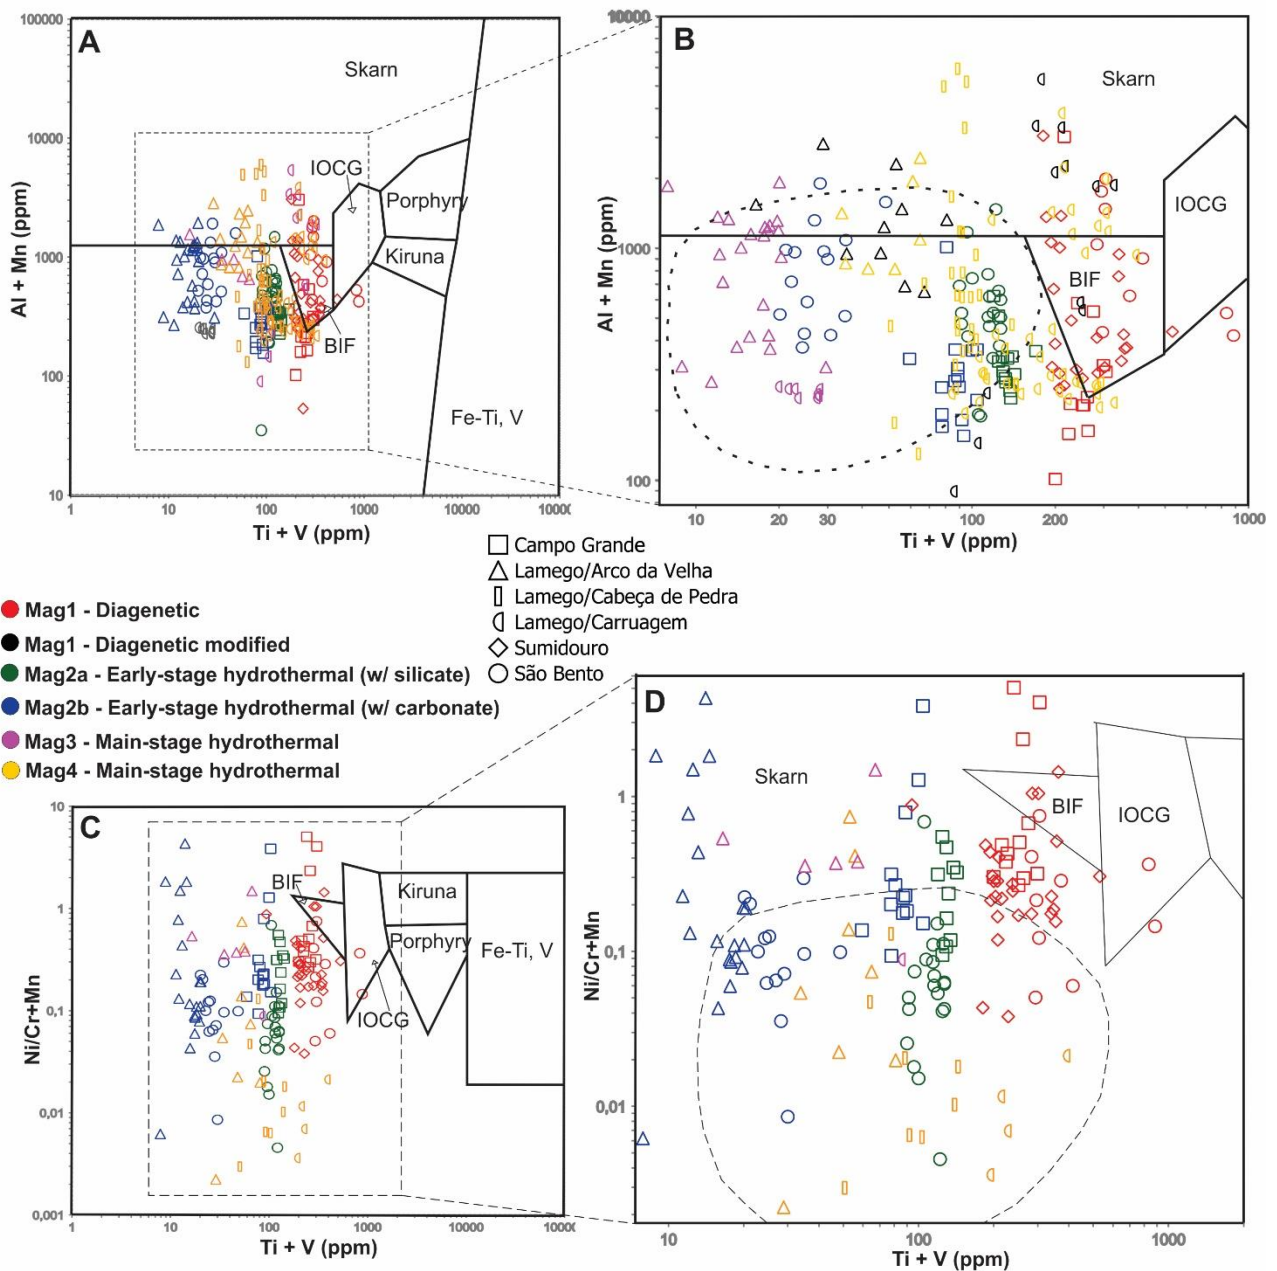 A
Skarn
IOCG
Porphyry
Kiruna
BIF
Fe-Ti, V
Al + Mn (ppm)
100000
10000
1000
100
10
1
10
100
1000
10000
Ti + V (ppm)
B
Skarn
IOCG
BIF
Al + Mn (ppm)
10000
1000
100
10
20
30
100
200
1000
Ti + V (ppm)
Campo Grande
Lamego/Arco da Velha
Lamego/Cabeça de Pedra
Lamego/Carruagem
Sumidouro
São Bento
Mag1 - Diagenetic
Mag1 - Diagenetic modified
Mag2a - Early-stage hydrothermal (w/ silicate)
Mag2b - Early-stage hydrothermal (w/ carbonate)
Mag3 - Main-stage hydrothermal
Mag4 - Main-stage hydrothermal
C
BIF
Kiruna
Porphyry
Fe-Ti, V
IOCG
Ni/Cr+Mn
10
1
0,1
0,01
0,001
1
10
100
1000
10000
Ti + V (ppm)
D
Skarn
BIF
IOCG
Ni/Cr+Mn
1
0,1
0,01
10
100
1000
Ti + V (ppm)